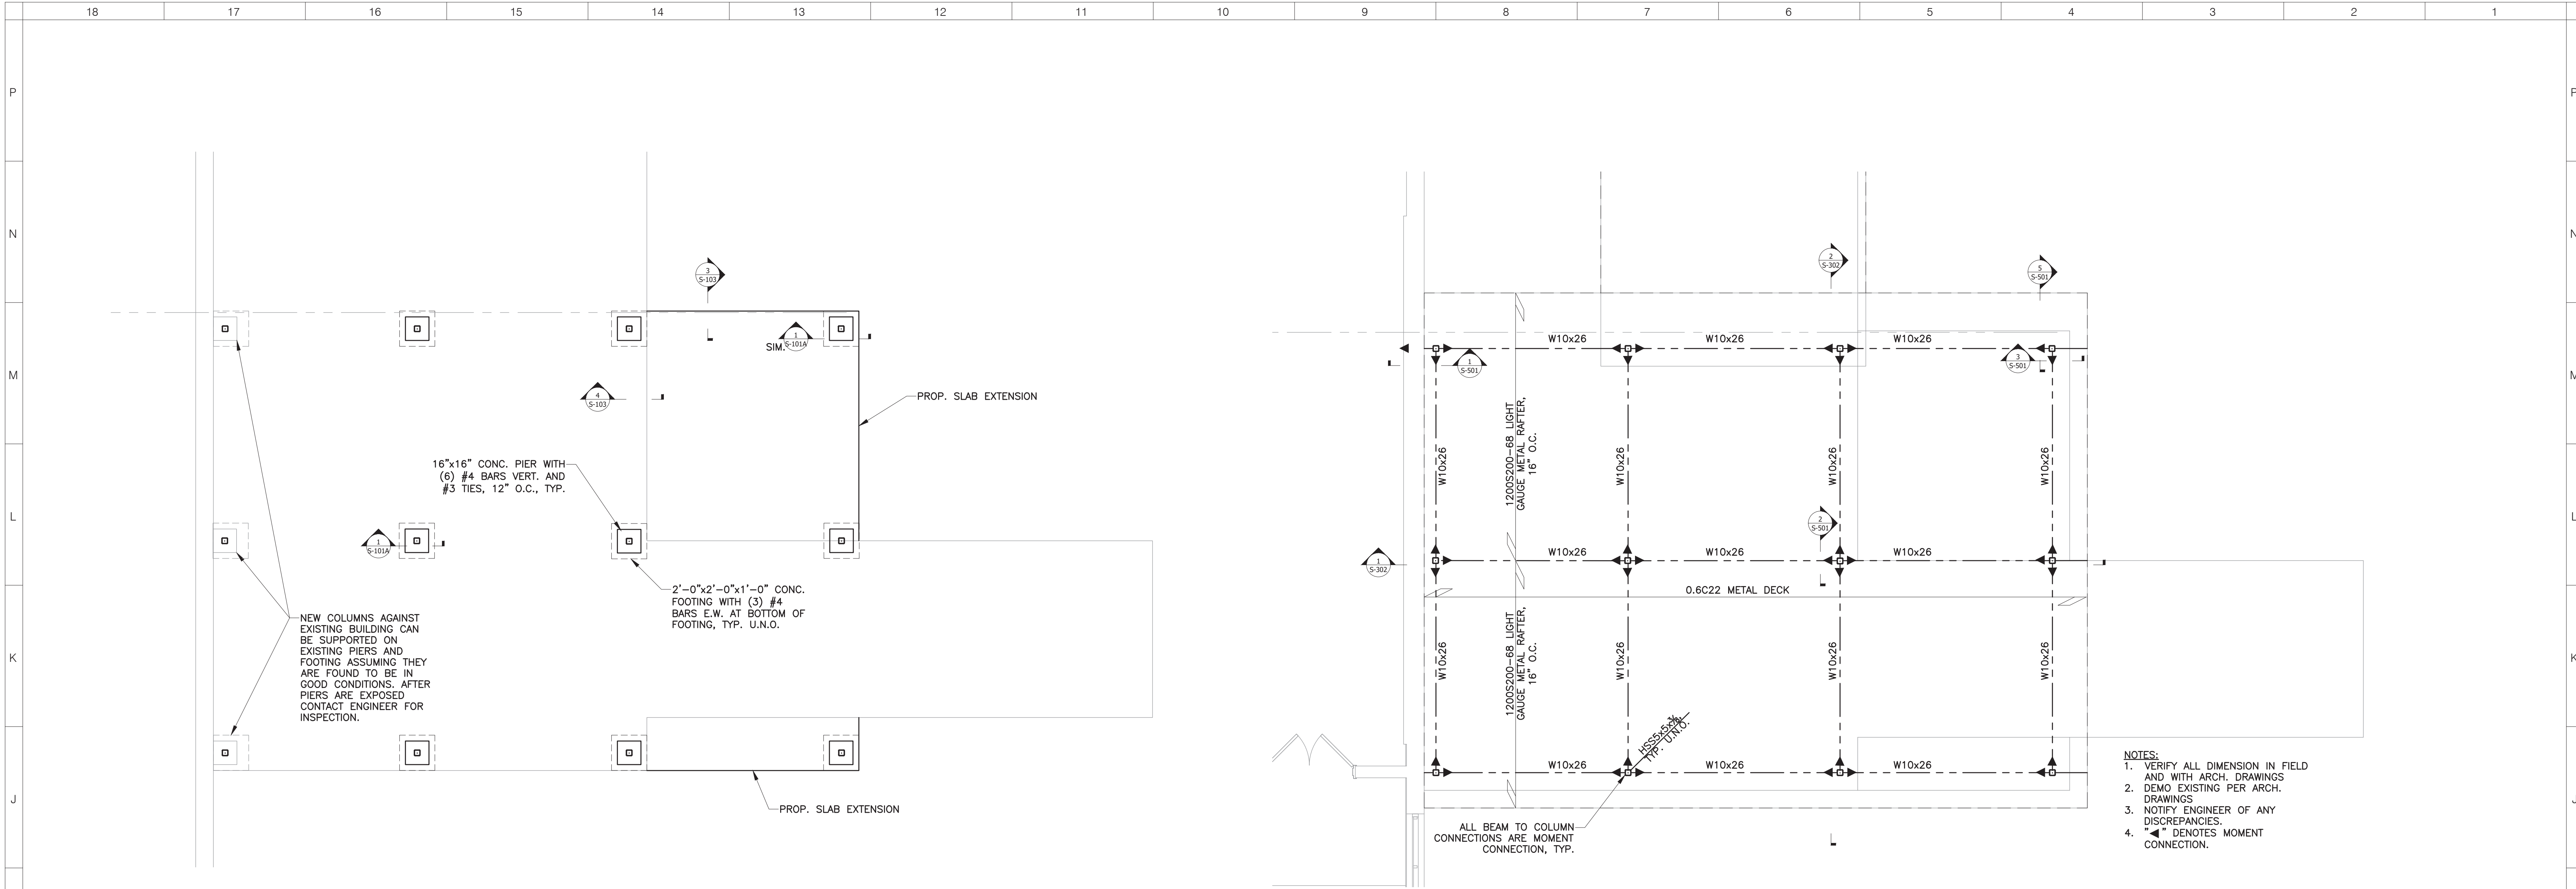 18 17 16 15 14 13 12 11 10 9 8 7 6 5 4 3 2 1
P
N
M
L
K
J
3
S-103
1
S-101A
SIM.
4
S-103
PROP. SLAB EXTENSION
16"x16" CONC. PIER WITH
(6) #4 BARS VERT. AND
#3 TIES, 12" O.C., TYP.
1
S-101A
2'-0"x2'-0"x1'-0" CONC.
FOOTING WITH (3) #4
BARS E.W. AT BOTTOM OF
FOOTING, TYP. U.N.O.
NEW COLUMNS AGAINST
EXISTING BUILDING CAN
BE SUPPORTED ON
EXISTING PIERS AND
FOOTING ASSUMING THEY
ARE FOUND TO BE IN
GOOD CONDITIONS. AFTER
PIERS ARE EXPOSED
CONTACT ENGINEER FOR
INSPECTION.
PROP. SLAB EXTENSION
2
S-302
5
S-501
W10x26
W10x26
W10x26
1
S-501
3
S-501
W10x26
1200S200-68 LIGHT
GAUGE METAL RAFTER,
16" O.C.
W10x26
W10x26
W10x26
2
S-501
1
S-302
W10x26
W10x26
W10x26
0.6C22 METAL DECK
W10x26
1200S200-68 LIGHT
GAUGE METAL RAFTER,
16" O.C.
W10x26
W10x26
W10x26
HSS5x5x
TYP. U.N.O.
W10x26
W10x26
W10x26
ALL BEAM TO COLUMN
CONNECTIONS ARE MOMENT
CONNECTION, TYP.
NOTES:
1. VERIFY ALL DIMENSION IN FIELD
AND WITH ARCH. DRAWINGS
2. DEMO EXISTING PER ARCH.
DRAWINGS
3. NOTIFY ENGINEER OF ANY
DISCREPANCIES.
4. "◀" DENOTES MOMENT
CONNECTION.
P
N
M
L
K
J